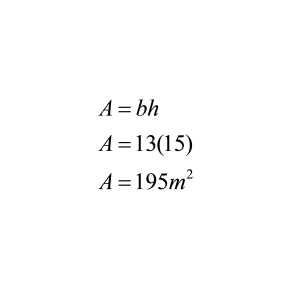 A = bh
A = 13(15)
A = 195m²